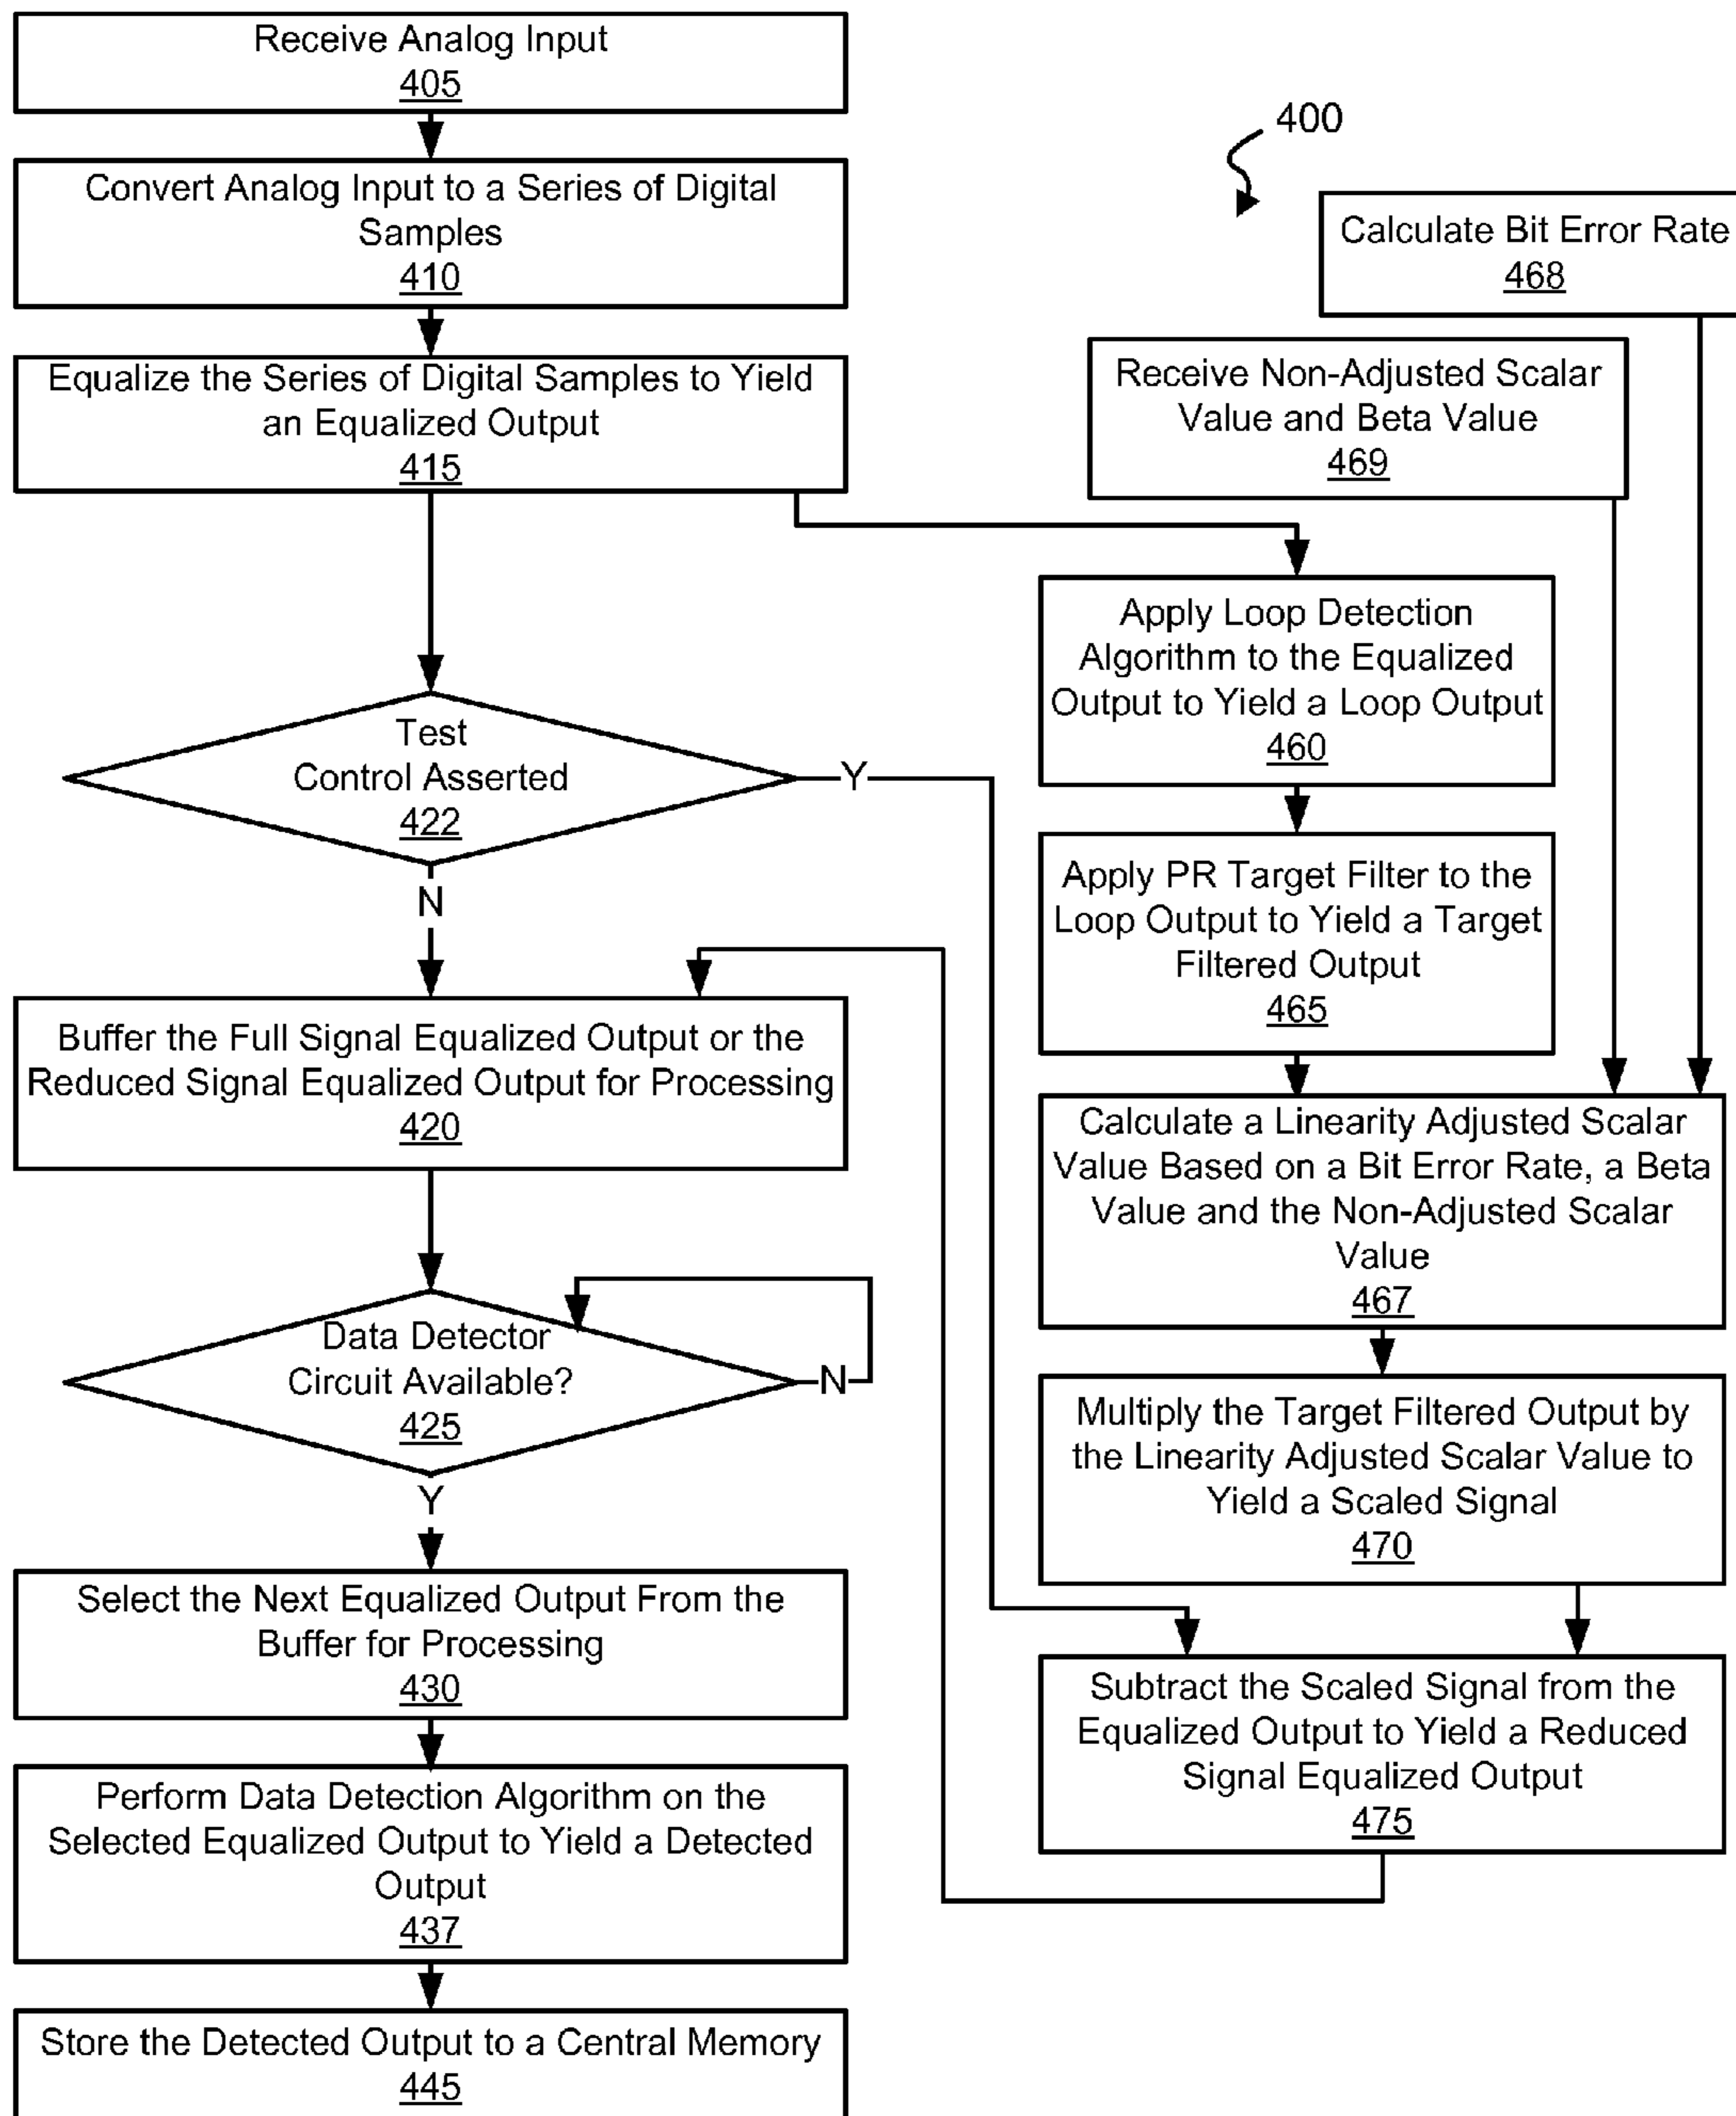 Receive Analog Input
405
Convert Analog Input to a Series of Digital
Samples
410
Equalize the Series of Digital Samples to Yield
an Equalized Output
415
Test
Control Asserted
422
Y
N
Buffer the Full Signal Equalized Output or the
Reduced Signal Equalized Output for Processing
420
Data Detector
Circuit Available?
425
N
Y
Select the Next Equalized Output From the
Buffer for Processing
430
Perform Data Detection Algorithm on the
Selected Equalized Output to Yield a Detected
Output
437
Store the Detected Output to a Central Memory
445
400
Calculate Bit Error Rate
468
Receive Non-Adjusted Scalar
Value and Beta Value
469
Apply Loop Detection
Algorithm to the Equalized
Output to Yield a Loop Output
460
Apply PR Target Filter to the
Loop Output to Yield a Target
Filtered Output
465
Calculate a Linearity Adjusted Scalar
Value Based on a Bit Error Rate, a Beta
Value and the Non-Adjusted Scalar
Value
467
Multiply the Target Filtered Output by
the Linearity Adjusted Scalar Value to
Yield a Scaled Signal
470
Subtract the Scaled Signal from the
Equalized Output to Yield a Reduced
Signal Equalized Output
475